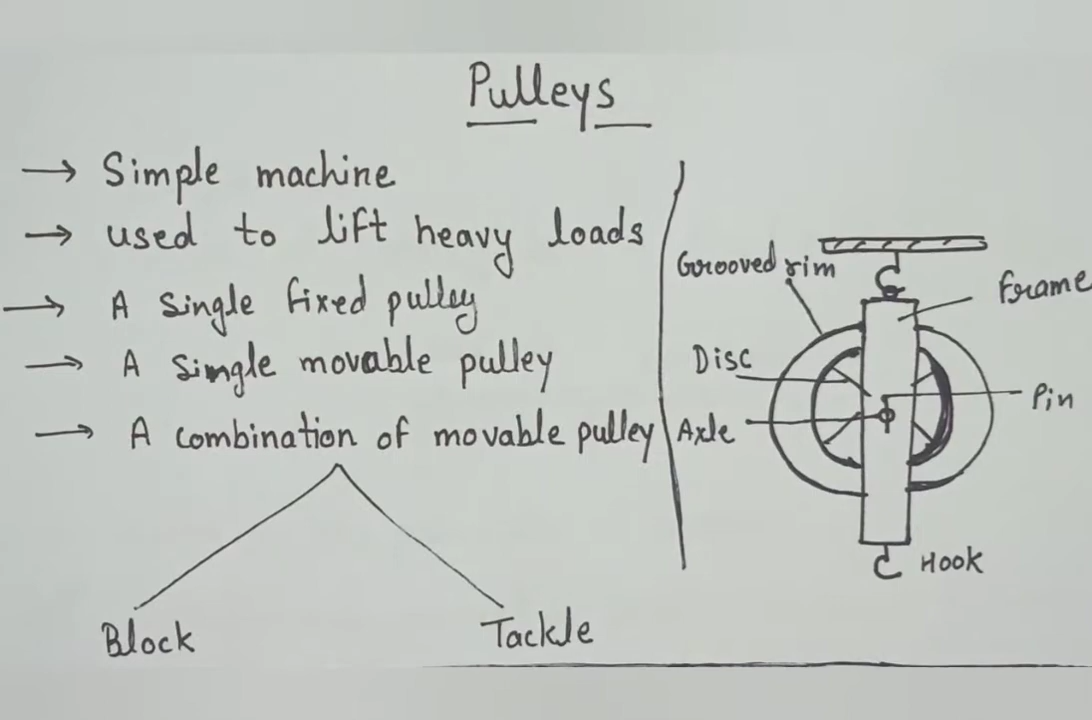 Pulleys
→ Simple machine
→ used to lift heavy loads
→ A single fixed pulley
→ A simgle movable pulley
→ A combination of movable pulley
Block
Tackle
Grooved rim
Frame
Disc
Pin
Axle
Hook